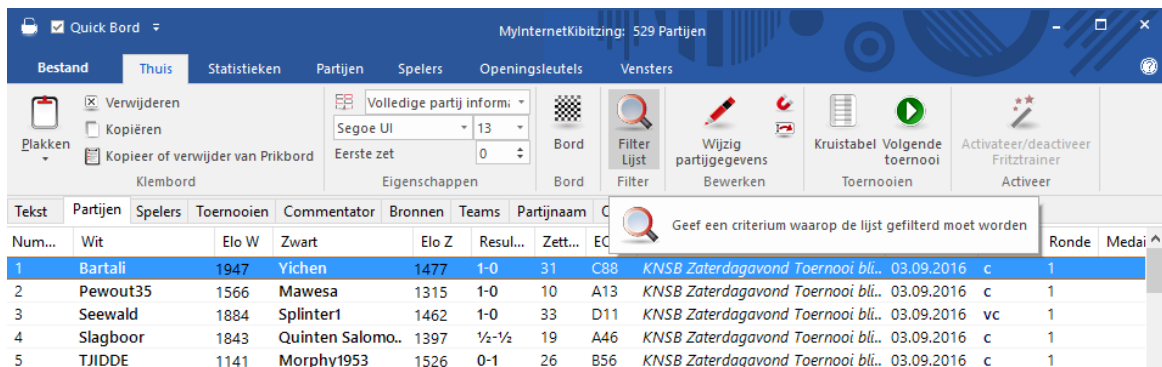 Quick Bord
MyInternetKibitzing: 529 Partijen
Bestand Thuis Statistieken Partijen Spelers Openingsleutels Vensters
Plakken
Verwijderen
Kopiëren
Kopieer of verwijder van Prikbord
Klembord
Volledige partij informa
Segoe UI 13
Eerste zet 0
Eigenschappen
Bord
Bord
Filter
Lijst
Filter
Wijzig
partijgegevens
Bewerken
Kruistabel Volgende
toernooi
Toernooien
Activateer/deactiveer
Fritztrainer
Activeer
Tekst Partijen Spelers Toernooien Commentator Bronnen Teams Partijnaam
Geef een criterium waarop de lijst gefilterd moet worden
Num... Wit Elo W Zwart Elo Z Resul... Zett... EC Ronde Medai
1 Bartali 1947 Yichen 1477 1-0 31 C88 KNSB Zaterdagavond Toernooi bli.. 03.09.2016 c 1
2 Pewout35 1566 Mawesa 1315 1-0 10 A13 KNSB Zaterdagavond Toernooi bli.. 03.09.2016 c 1
3 Seewald 1884 Splinter1 1462 1-0 33 D11 KNSB Zaterdagavond Toernooi bli.. 03.09.2016 vc 1
4 Slagboor 1843 Quinten Salomo.. 1397 ½-½ 19 A46 KNSB Zaterdagavond Toernooi bli.. 03.09.2016 c 1
5 TJIDDE 1141 Morphy1953 1526 0-1 26 B56 KNSB Zaterdagavond Toernooi bli.. 03.09.2016 c 1